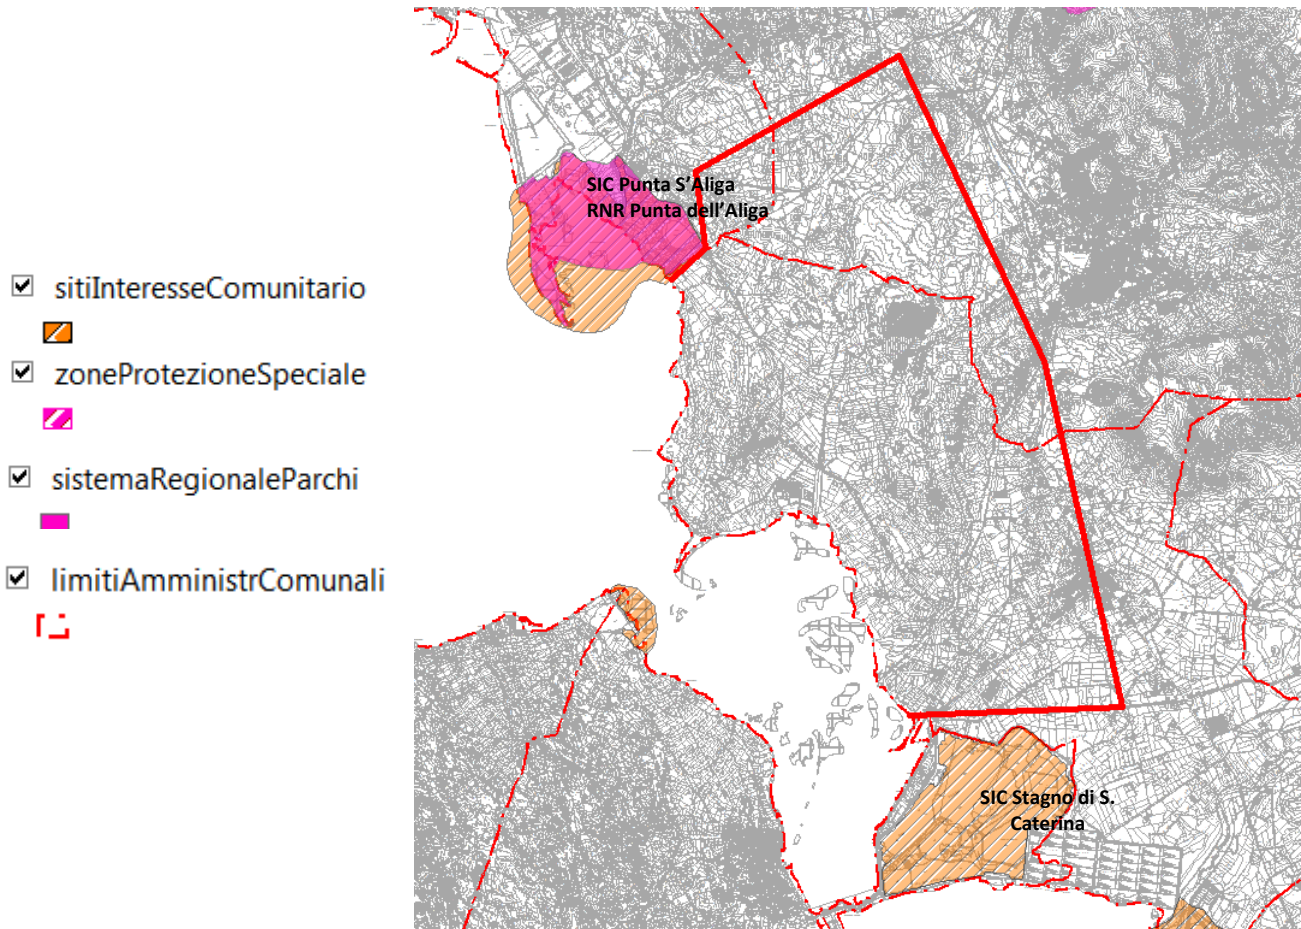 sitiInteresseComunitario
zoneProtezioneSpeciale
sistemaRegionaleParchi
limitiAmministrComunali
SIC Punta S’Aliga
RNR Punta dell’Aliga
SIC Stagno di S.
Caterina